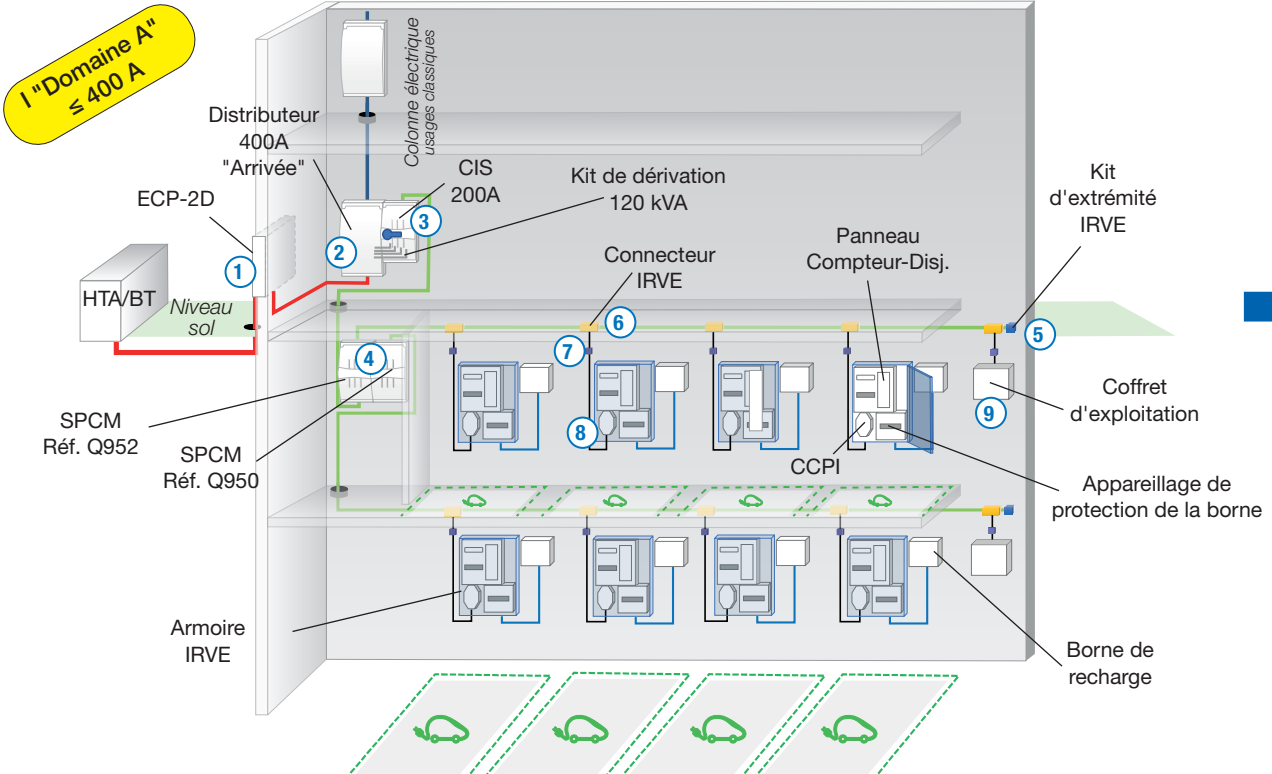 l "Domaine A"
≤ 400 A
Colonne électrique
usages classiques
Distributeur
400A
"Arrivée"
CIS
200A
Kit de dérivation
120 kVA
Kit
d'extrémité
IRVE
ECP-2D
3
2
1
Panneau
Compteur-Disj.
Connecteur
IRVE
HTA/BT
Niveau
sol
6
5
7
4
9
Coffret
d'exploitation
SPCM
Réf. Q952
8
SPCM
Réf. Q950
CCPI
Appareillage de
protection de la borne
Armoire
IRVE
Borne de
recharge